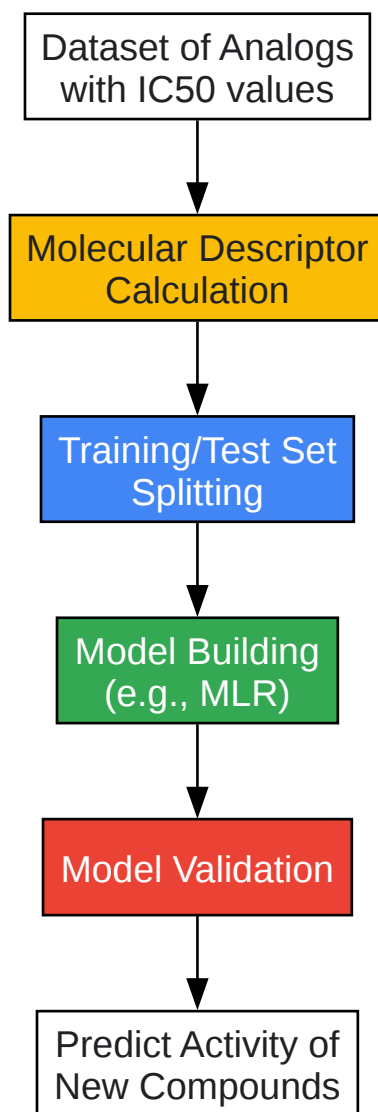 Dataset of Analogs
with IC50 values
Molecular Descriptor
Calculation
Training/Test Set
Splitting
Model Building
(e.g., MLR)
Model Validation
Predict Activity of
New Compounds